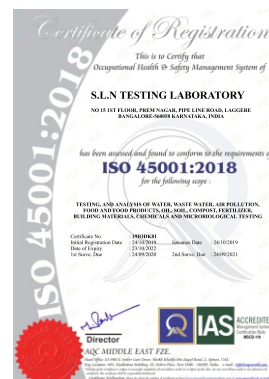 Certificate of Registration
This is to Certify that
Occupational Health & Safety Management System of
S.L.N TESTING LABORATORY
NO 15 1ST FLOOR, PREM NAGAR, PIPE LINE ROAD, LAGGERE
BANGALORE-560058 KARNATAKA, INDIA
has been assessed and found to conform to the requirements o
ISO 45001:2018
for the following scope :
TESTING, AND ANALYSIS OF WATER, WASTE WATER, AIR POLLUTION,
FOOD AND FOOD PRODUCTS, OIL, SOIL, COMPOST, FERTILIZER,
BUILDING MATERIALS, CHEMICALS AND MICROBIOLOGICAL TESTING
Certificate No : 19IODK81
Initial Registration Date : 24/10/2019 Issuance Date : 24/10/2019
Date of Expiry : 23/10/2022
1st Surve. Due : 24/09/2020 2nd Surve. Due : 24/09/2021
ISO 45001:2018
Director
IAS
ACCREDITE
Management System
Certification Body
MSCB-119
AQC MIDDLE EAST FZE.